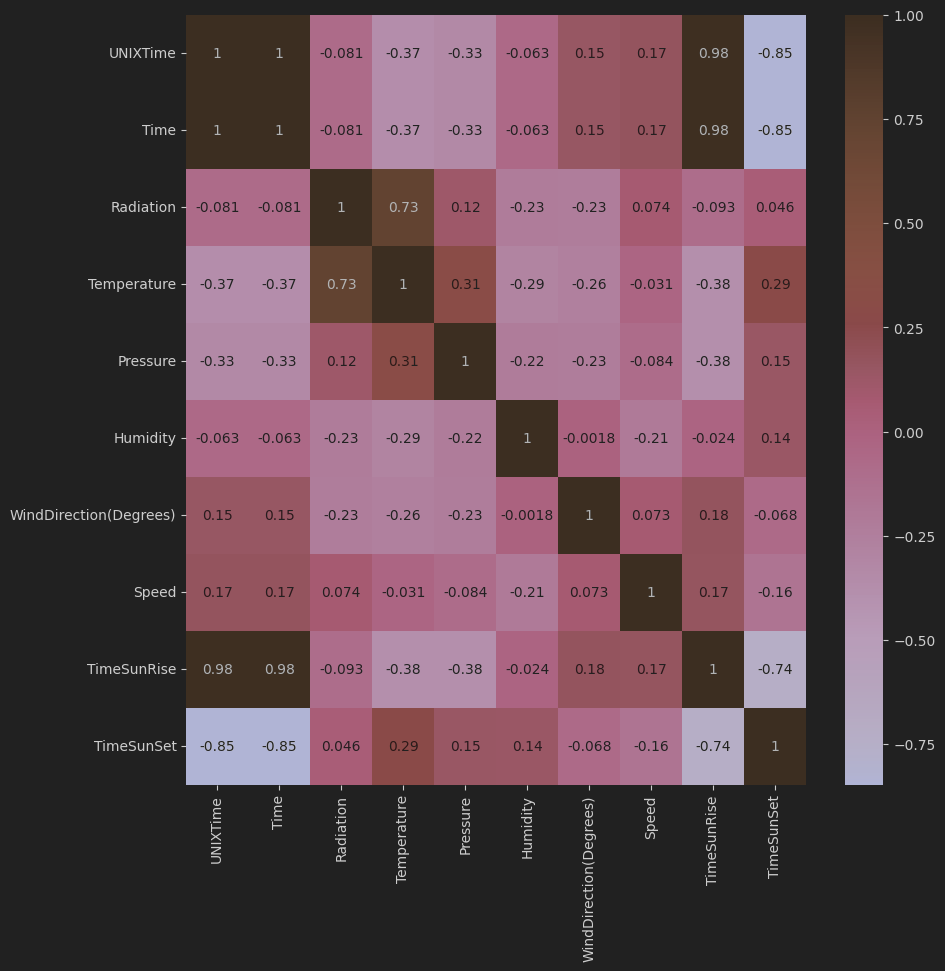 UNIXTime 1 1 -0.081 -0.37 -0.33 -0.063 0.15 0.17 0.98 -0.85
Time 1 1 -0.081 -0.37 -0.33 -0.063 0.15 0.17 0.98 -0.85
Radiation -0.081 -0.081 1 0.73 0.12 -0.23 -0.23 0.074 -0.093 0.046
Temperature -0.37 -0.37 0.73 1 0.31 -0.29 -0.26 -0.031 -0.38 0.29
Pressure -0.33 -0.33 0.12 0.31 1 -0.22 -0.23 -0.084 -0.38 0.15
Humidity -0.063 -0.063 -0.23 -0.29 -0.22 1 -0.0018 -0.21 -0.024 0.14
WindDirection(Degrees) 0.15 0.15 -0.23 -0.26 -0.23 -0.0018 1 0.073 0.18 -0.068
Speed 0.17 0.17 0.074 -0.031 -0.084 -0.21 0.073 1 0.17 -0.16
TimeSunRise 0.98 0.98 -0.093 -0.38 -0.38 -0.024 0.18 0.17 1 -0.74
TimeSunSet -0.85 -0.85 0.046 0.29 0.15 0.14 -0.068 -0.16 -0.74 1
UNIXTime
Time
Radiation
Temperature
Pressure
Humidity
WindDirection(Degrees)
Speed
TimeSunRise
TimeSunSet
1.00
0.75
0.50
0.25
0.00
−0.25
−0.50
−0.75